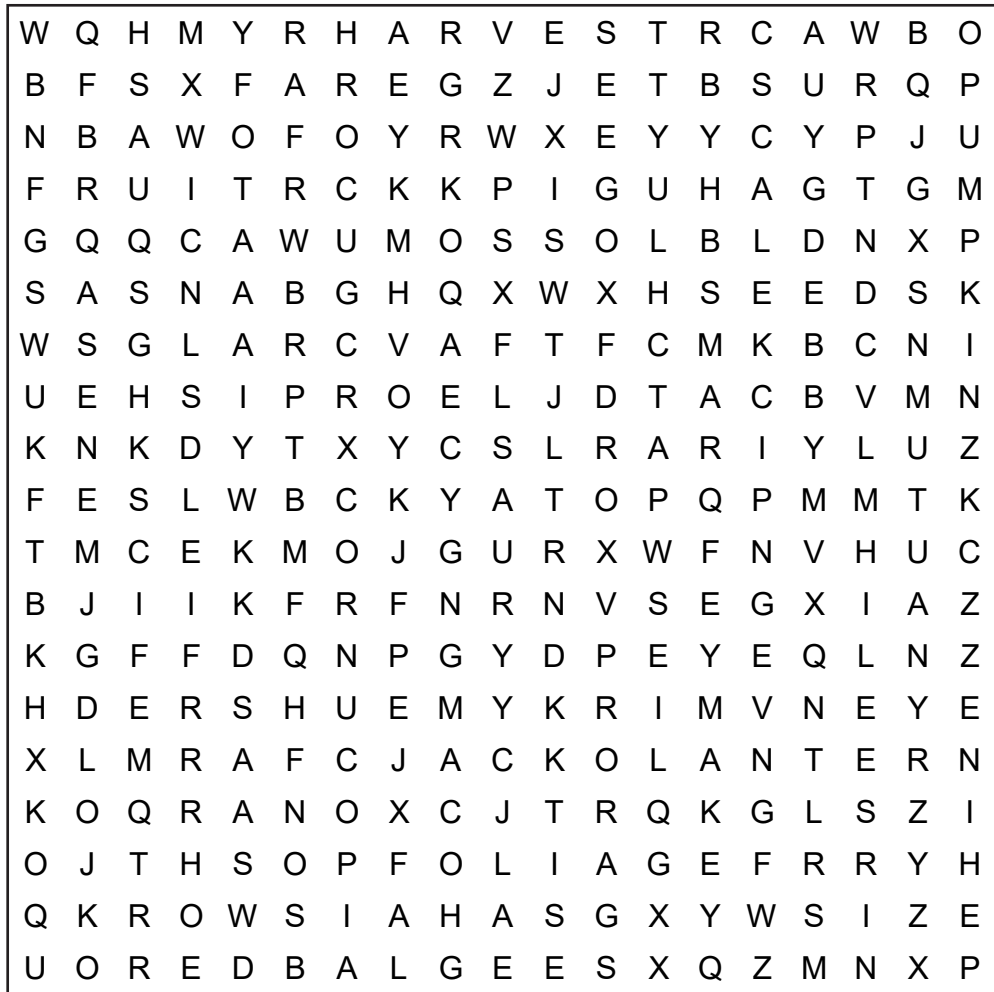 W Q H M Y R H A R V E S T R C A W B O
B F S X F A R E G Z J E T B S U R Q P
N B A W O F O Y R W X E Y Y C Y P J U
F R U I T R C K K P I G U H A G T G M
G Q Q C A W U M O S S O L B L D N X P
S A S N A B G H Q X W X H S E E D S K
W S G L A R C V A F T F C M K B C N I
U E H S I P R O E L J D T A C B V M N
K N K D Y T X Y C S L R A R I Y L U Z
F E S L W B C K Y A T O P Q P M M T K
T M C E K M O J G U R X W F N V H U C
B J I I K F R F N R N V S E G X I A Z
K G F F D Q N P G Y D P E Y E Q L N Z
H D E R S H U E M Y K R I M V N E Y E
X L M R A F C J A C K O L A N T E R N
K O Q R A N O X C J T R Q K G L S Z I
O J T H S O P F O L I A G E F R R Y H
Q K R O W S I A H A S G X Y W S I Z E
U O R E D B A L G E E S X Q Z M N X P